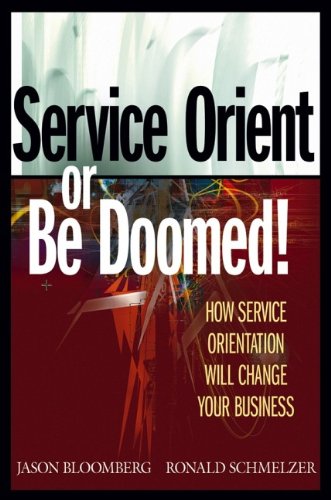 Service Orient
or
Be Doomed!
HOW SERVICE
ORIENTATION
WILL CHANGE
YOUR BUSINESS
JASON BLOOMBERG RONALD SCHMELZER